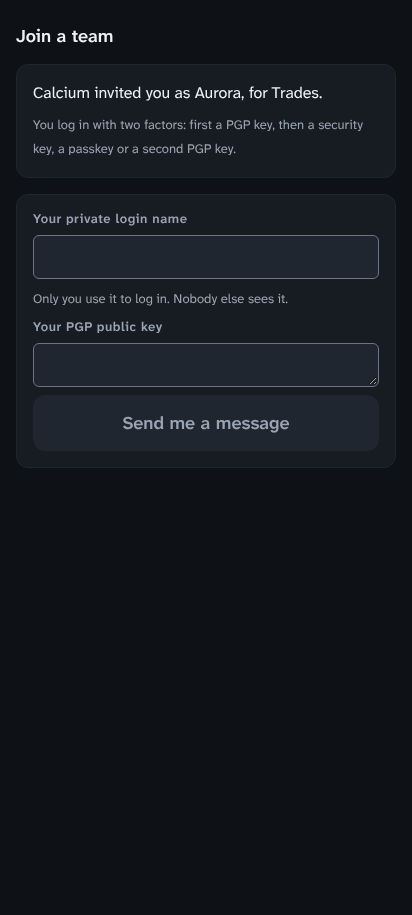 Join a team
Calcium invited you as Aurora, for Trades.
You log in with two factors: first a PGP key, then a security
key, a passkey or a second PGP key.
Your private login name
Only you use it to log in. Nobody else sees it.
Your PGP public key
Send me a message